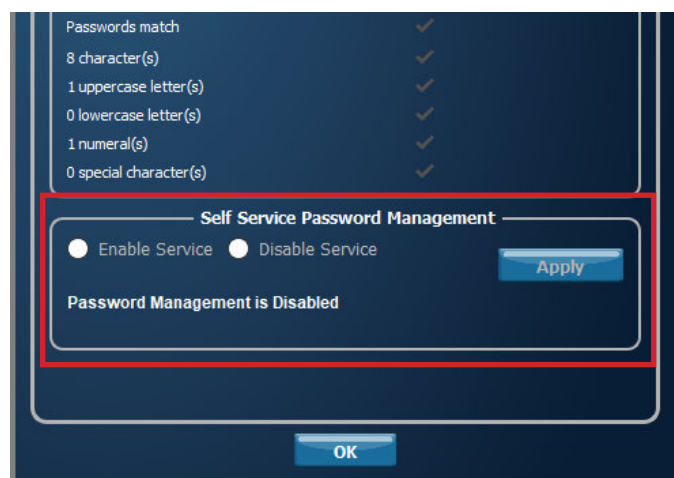 Passwords match
8 character(s)
1 uppercase letter(s)
0 lowercase letter(s)
1 numeral(s)
0 special character(s)
Self Service Password Management
Enable Service Disable Service
Apply
Password Management is Disabled
OK